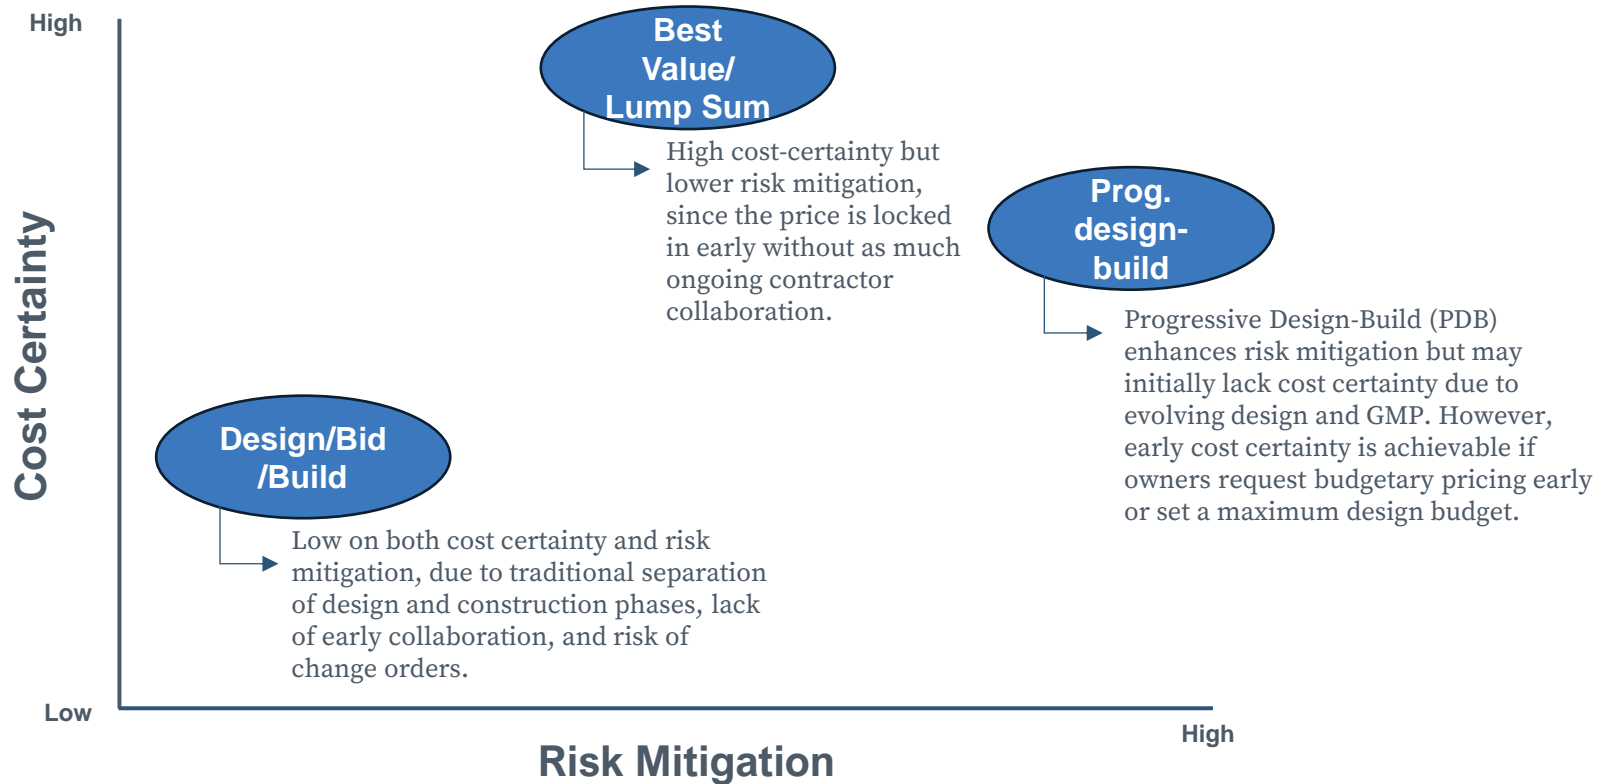 High
Best
Value/
Lump Sum
High cost-certainty but
lower risk mitigation,
since the price is locked
in early without as much
ongoing contractor
collaboration.
Prog.
design-
build
Progressive Design-Build (PDB)
enhances risk mitigation but may
initially lack cost certainty due to
evolving design and GMP. However,
early cost certainty is achievable if
owners request budgetary pricing early
or set a maximum design budget.
Cost Certainty
Design/Bid
/Build
Low on both cost certainty and risk
mitigation, due to traditional separation
of design and construction phases, lack
of early collaboration, and risk of
change orders.
Low
High
Risk Mitigation